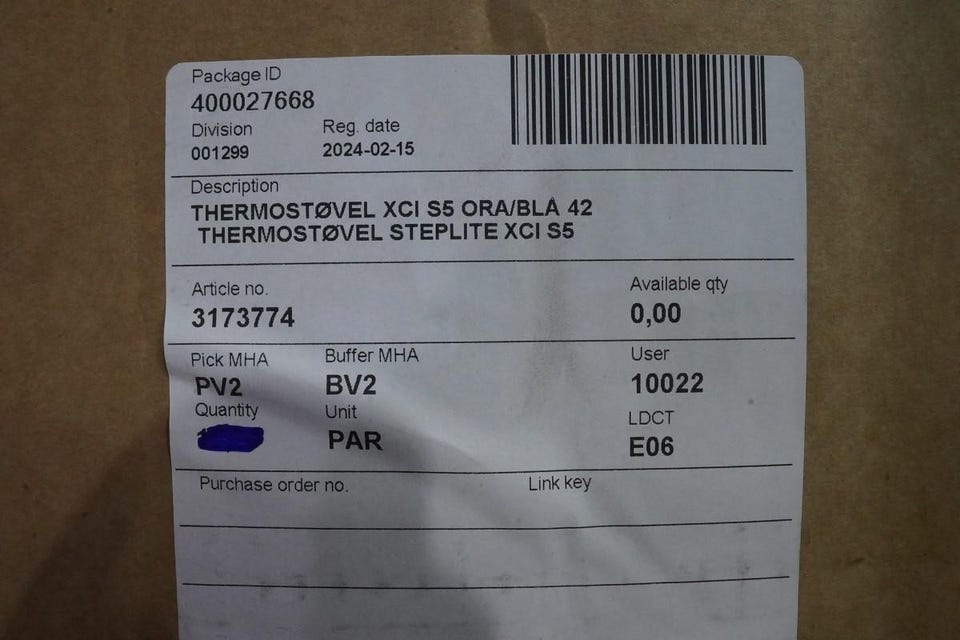 Package ID
400027668
Division Reg. date
001299 2024-02-15
Description
THERMOSTØVEL XCI S5 ORA/BLÅ 42
THERMOSTØVEL STEPLITE XCI S5
Article no. Available qty
3173774 0,00
Pick MHA Buffer MHA User
PV2 BV2 10022
Quantity Unit LDCT
PAR E06
Purchase order no. Link key